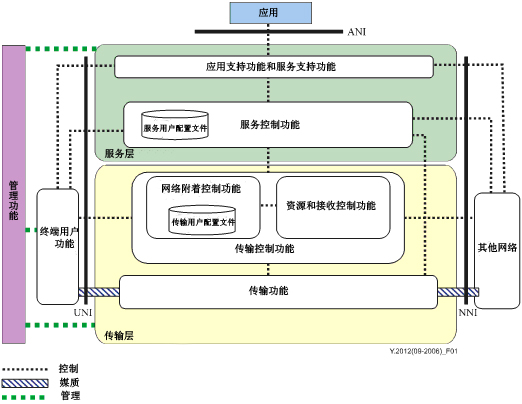 应用
ANI
应用支持功能和服务支持功能
服务控制功能
服务用户配置文件
服务层
管理功能
终端用户
功能
网络附着控制功能
传输用户配置文件
资源和接收控制功能
传输控制功能
其他网络
传输功能
UNI
NNI
传输层
Y.2012(09-2006)_F01
控制
媒质
管理